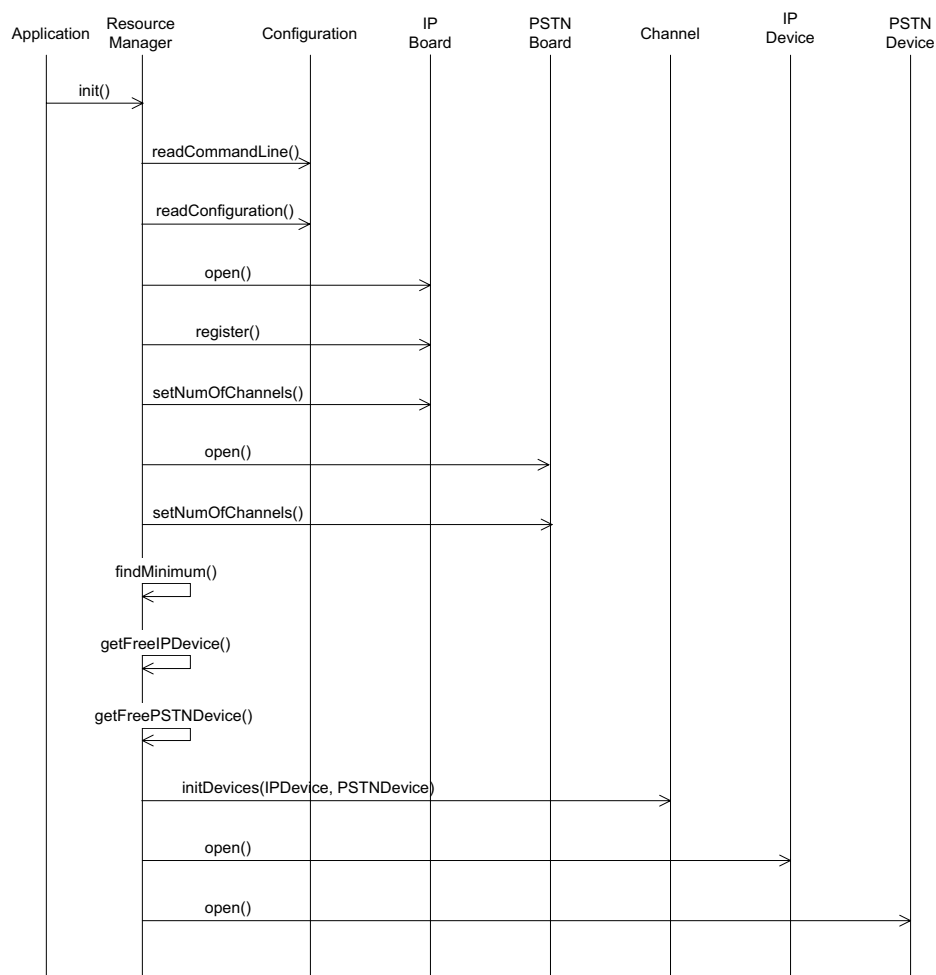 Application
Resource
Manager
Configuration
IP
Board
PSTN
Board
Channel
IP
Device
PSTN
Device
init()
readCommandLine()
readConfiguration()
open()
register()
setNumOfChannels()
open()
setNumOfChannels()
findMinimum()
getFreeIPDevice()
getFreePSTNDevice()
initDevices(IPDevice, PSTNDevice)
open()
open()